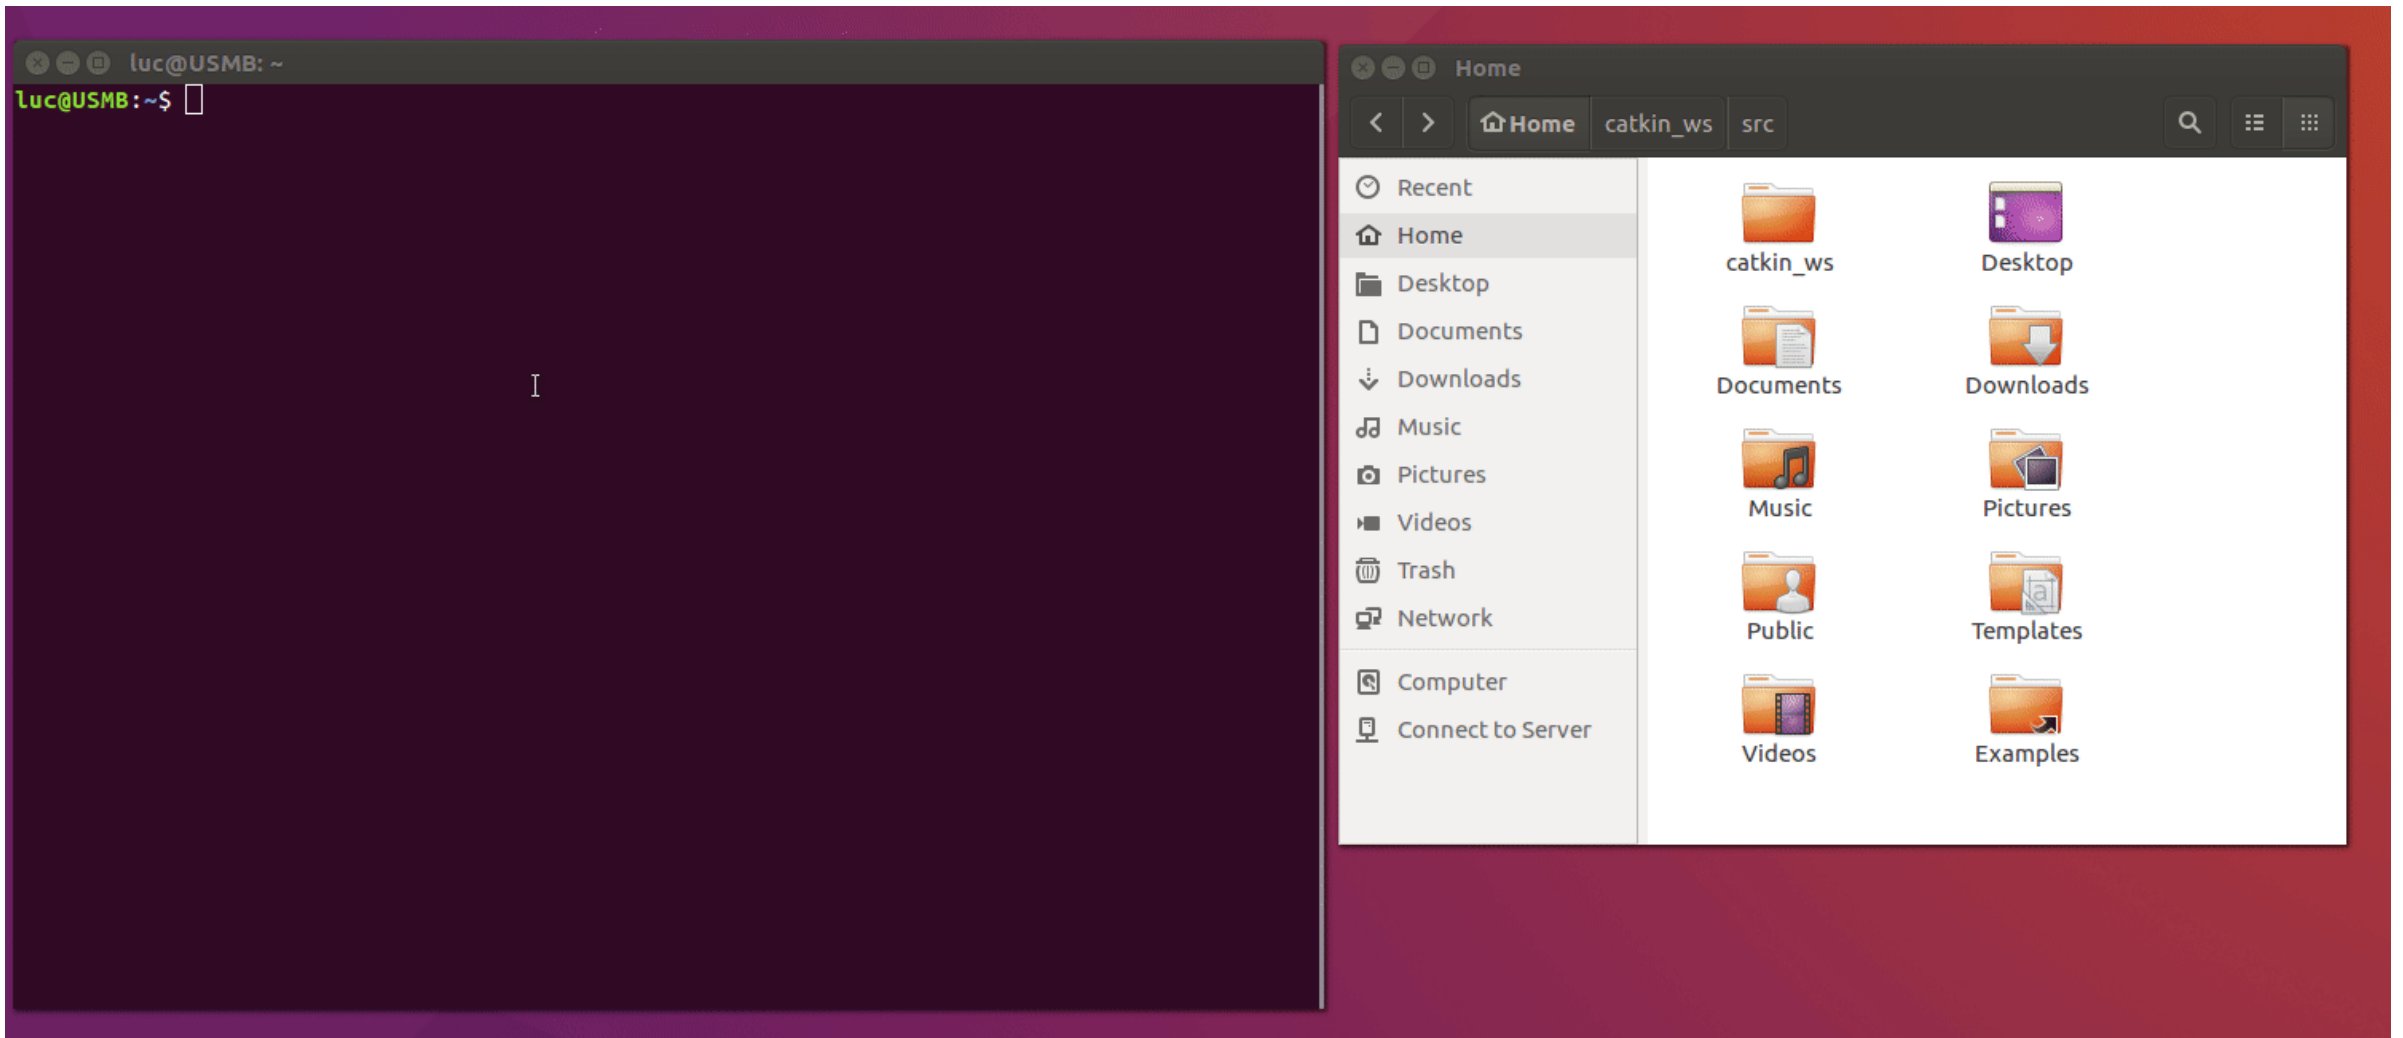 luc@USMB: ~
luc@USMB:~$
Home
Home
catkin_ws
src
Recent
Home
Desktop
Documents
Downloads
Music
Pictures
Videos
Trash
Network
Computer
Connect to Server
catkin_ws
Desktop
Documents
Downloads
Music
Pictures
Public
Templates
Videos
Examples